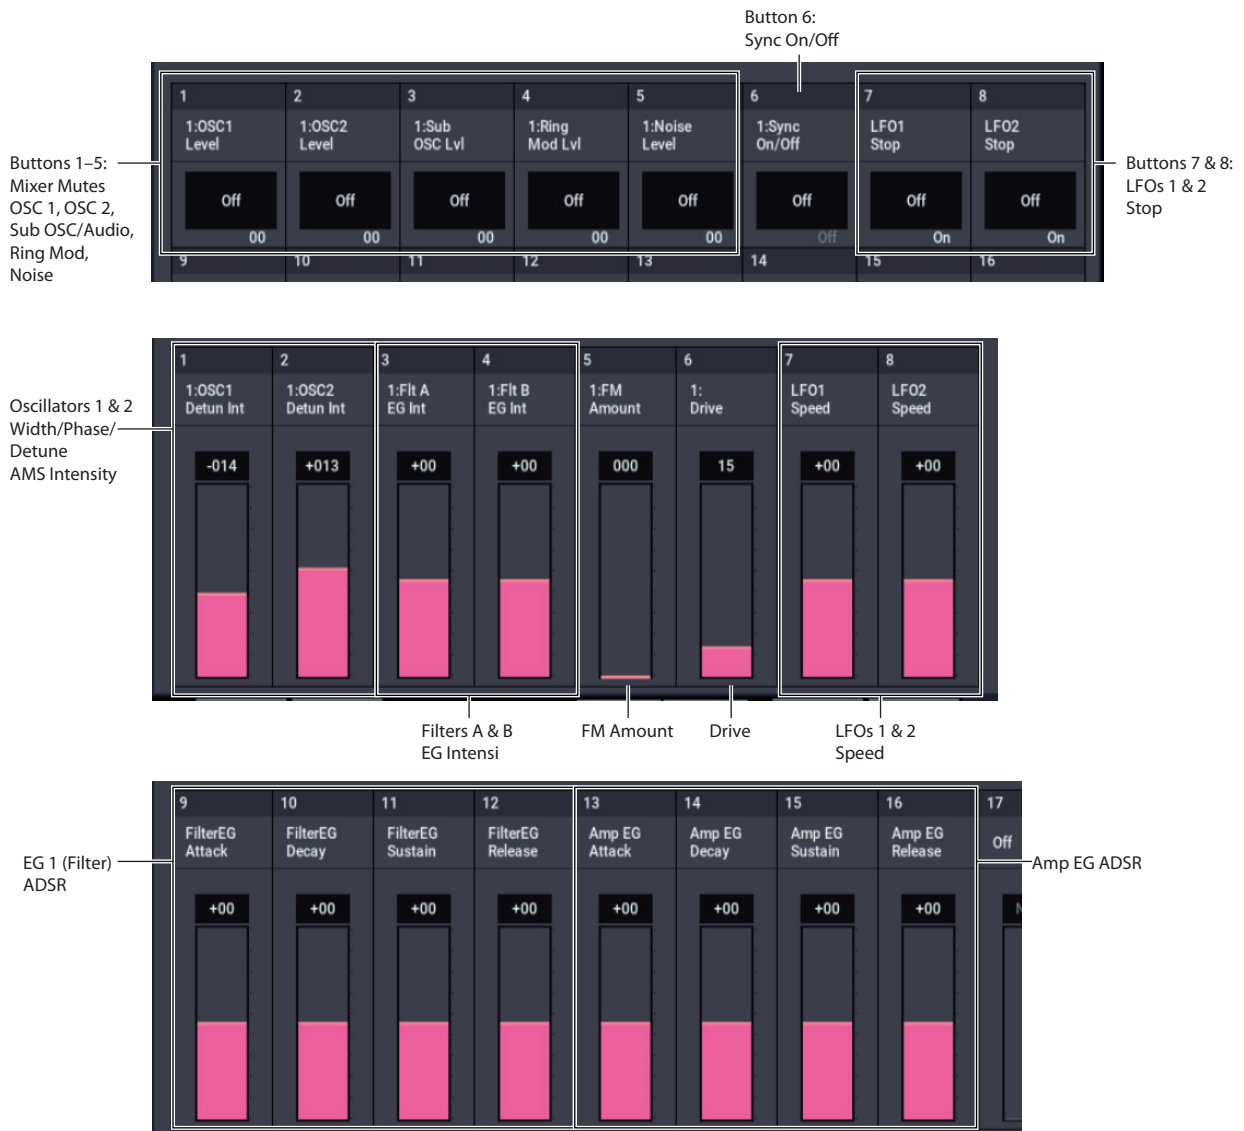 Button 6:
Sync On/Off
1 2 3 4 5 6 7 8
1:OSC1 1:OSC2 1:Sub 1:Ring 1:Noise 1:Sync LFO1 LFO2
Level Level OSC Lvl Mod Lvl Level On/Off Stop Stop
Off Off Off Off Off Off Off Off
00 00 00 00 00 Off On On
9 10 11 12 13 14 15 16
Buttons 1–5:
Mixer Mutes
OSC 1, OSC 2,
Sub OSC/Audio,
Ring Mod,
Noise
Buttons 7 & 8:
LFOs 1 & 2
Stop
1 2 3 4 5 6 7 8
1:OSC1 1:OSC2 1:Flt A 1:Flt B 1:FM 1: LFO1 LFO2
Detun Int Detun Int EG Int EG Int Amount Drive Speed Speed
-014 +013 +00 +00 000 15 +00 +00
Oscillators 1 & 2
Width/Phase/
Detune
AMS Intensity
Filters A & B
EG Intensi
FM Amount
Drive
LFOs 1 & 2
Speed
9 10 11 12 13 14 15 16 17
FilterEG FilterEG FilterEG FilterEG Amp EG Amp EG Amp EG Amp EG Off
Attack Decay Sustain Release Attack Decay Sustain Release
+00 +00 +00 +00 +00 +00 +00 +00
EG 1 (Filter)
ADSR
Amp EG ADSR